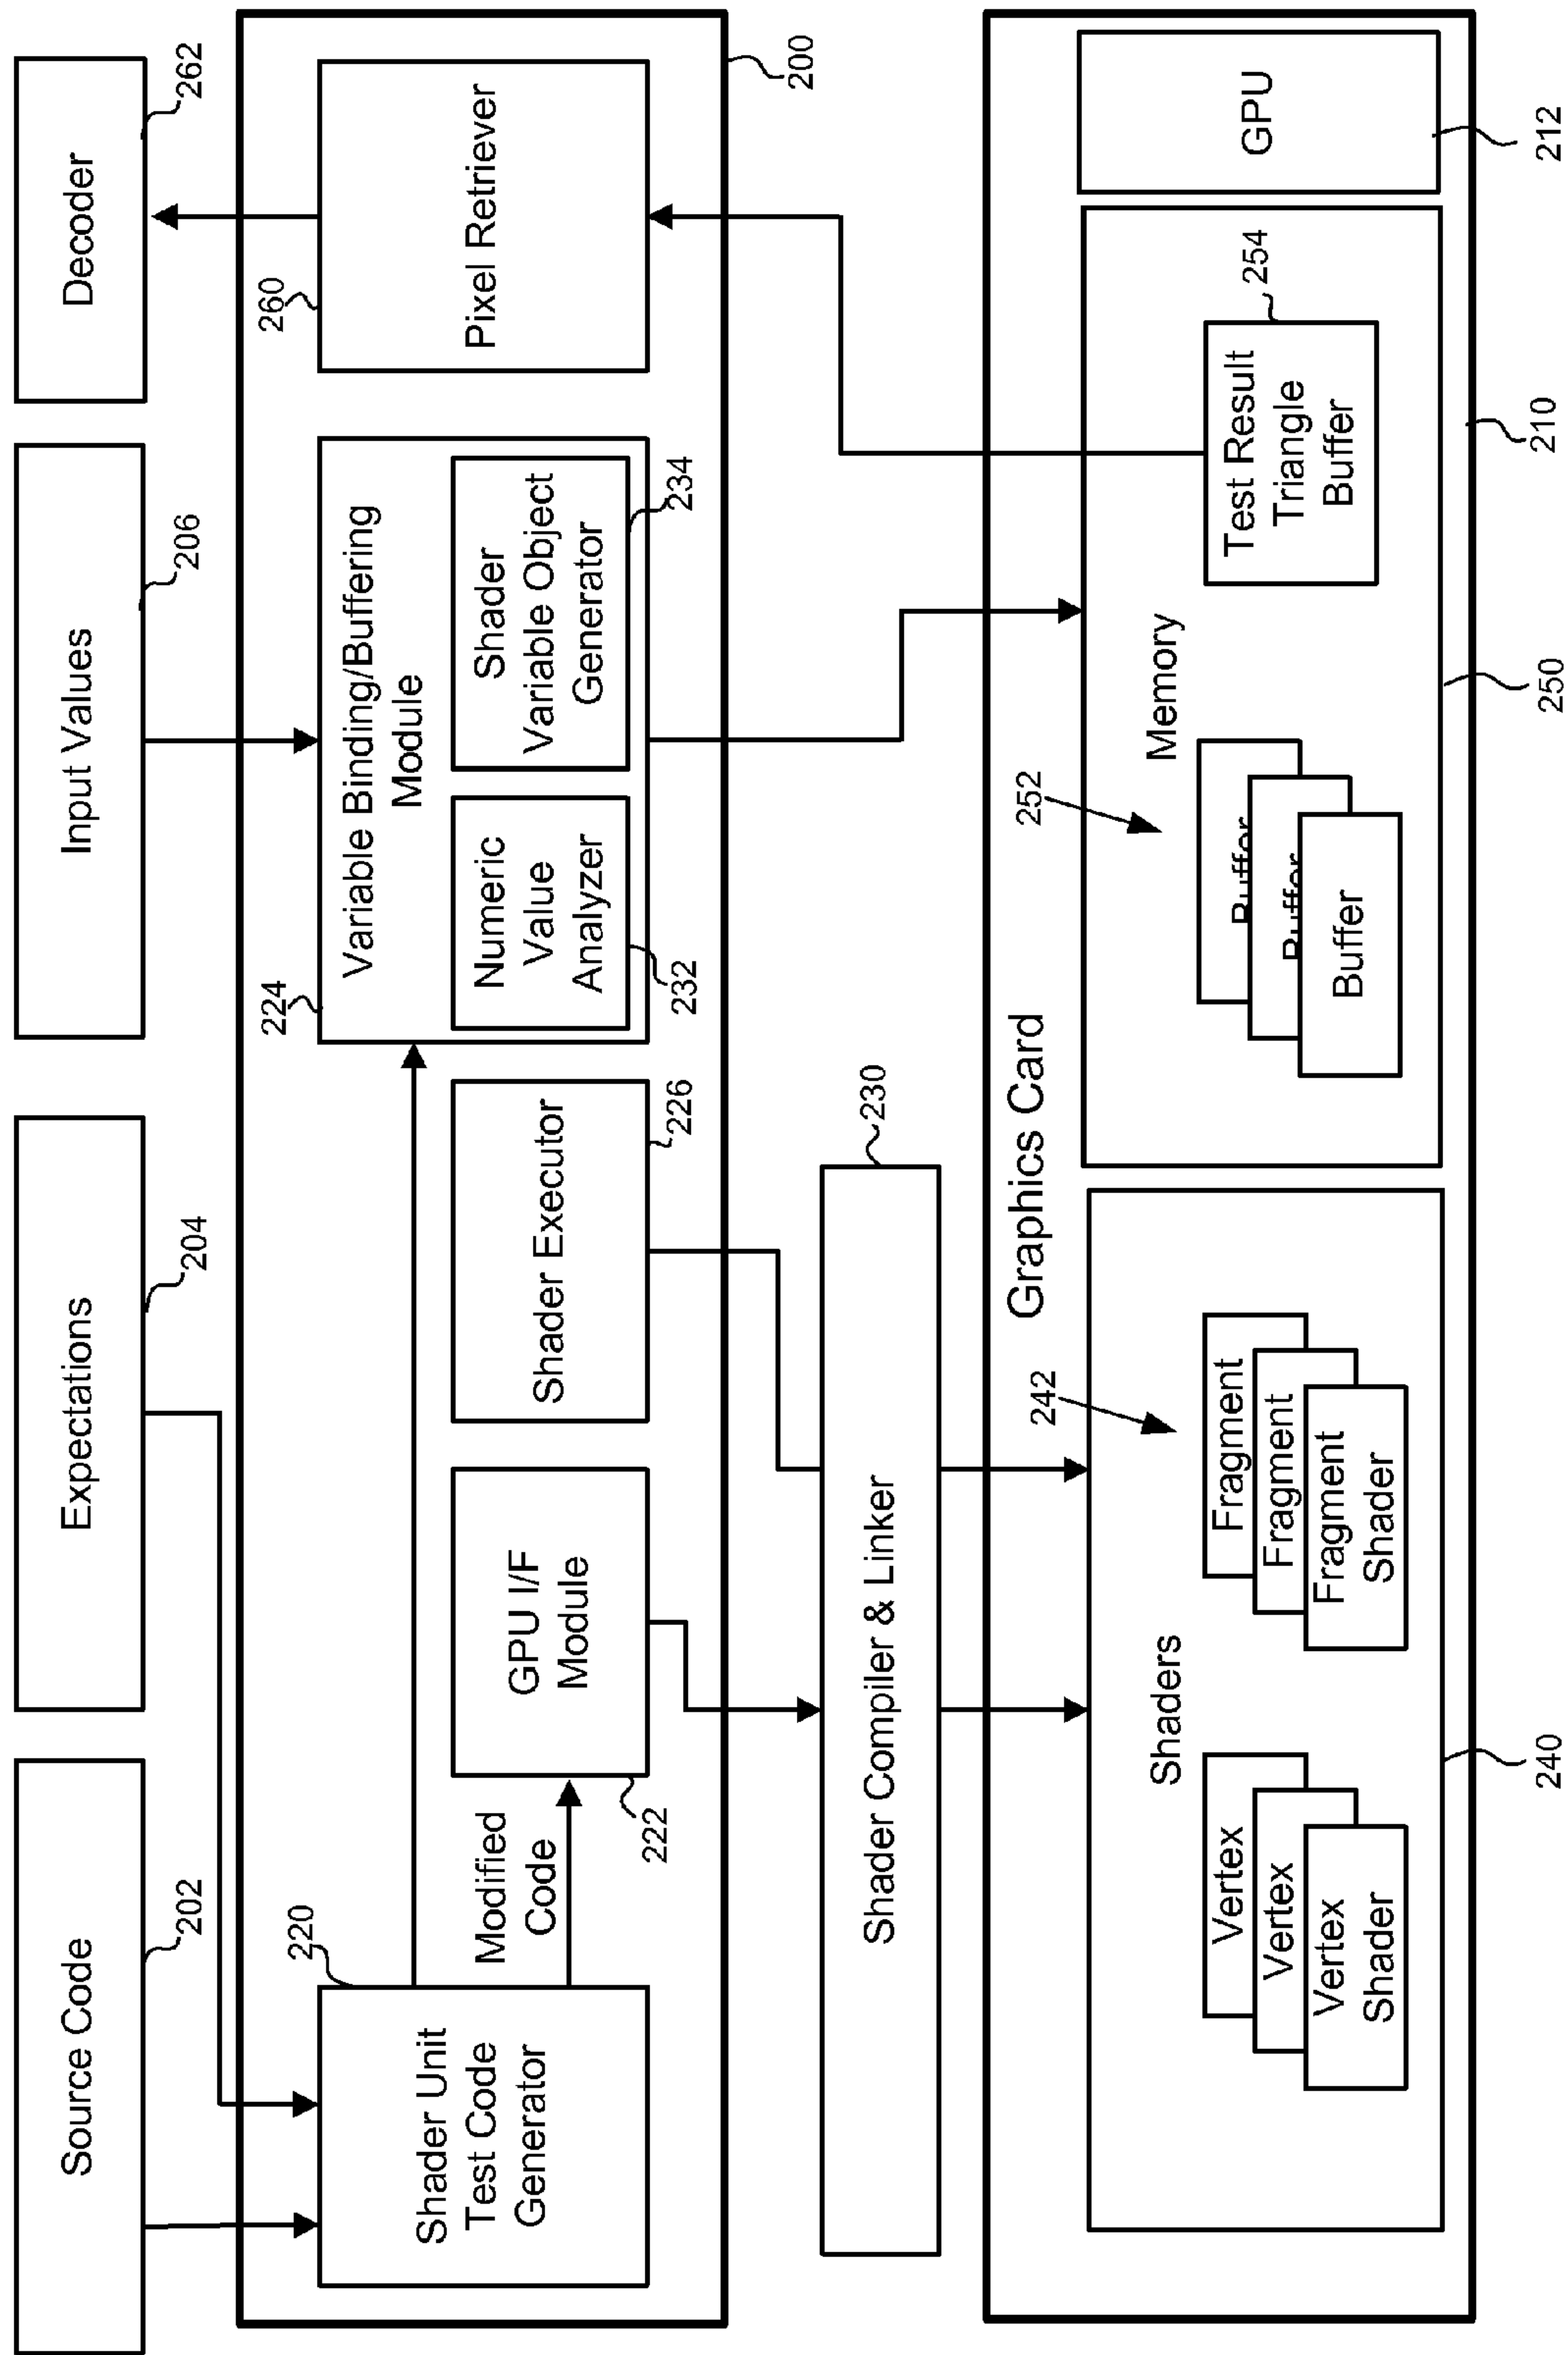 Source Code
202
Expectations
204
Input Values
206
Decoder
262
220
Shader Unit
Test Code
Generator
Modified
Code
GPU I/F
Module
222
Shader Executor
226
224
Variable Binding/Buffering
Module
Numeric
Value
Analyzer
232
Shader
Variable Object
Generator
234
260
Pixel Retriever
200
Shader Compiler & Linker
230
Graphics Card
Shaders
Vertex
Vertex
Vertex
Shader
242
Fragment
Fragment
Fragment
Shader
240
Memory
252
Buffer
Buffer
Buffer
254
Test Result
Triangle
Buffer
250
210
GPU
212